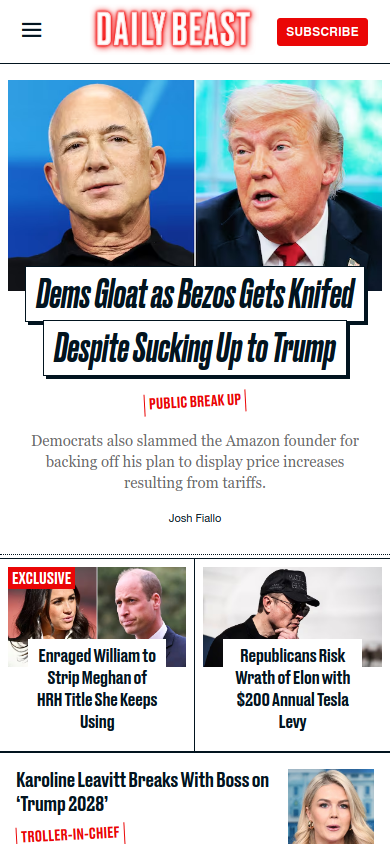 DAILY BEAST
SUBSCRIBE
Dems Gloat as Bezos Gets Knifed
Despite Sucking Up to Trump
PUBLIC BREAK UP
Democrats also slammed the Amazon founder for
backing off his plan to display price increases
resulting from tariffs.
Josh Fiallo
EXCLUSIVE
Enraged William to
Strip Meghan of
HRH Title She Keeps
Using
Republicans Risk
Wrath of Elon with
$200 Annual Tesla
Levy
Karoline Leavitt Breaks With Boss on
‘Trump 2028’
TROLLER-IN-CHIEF